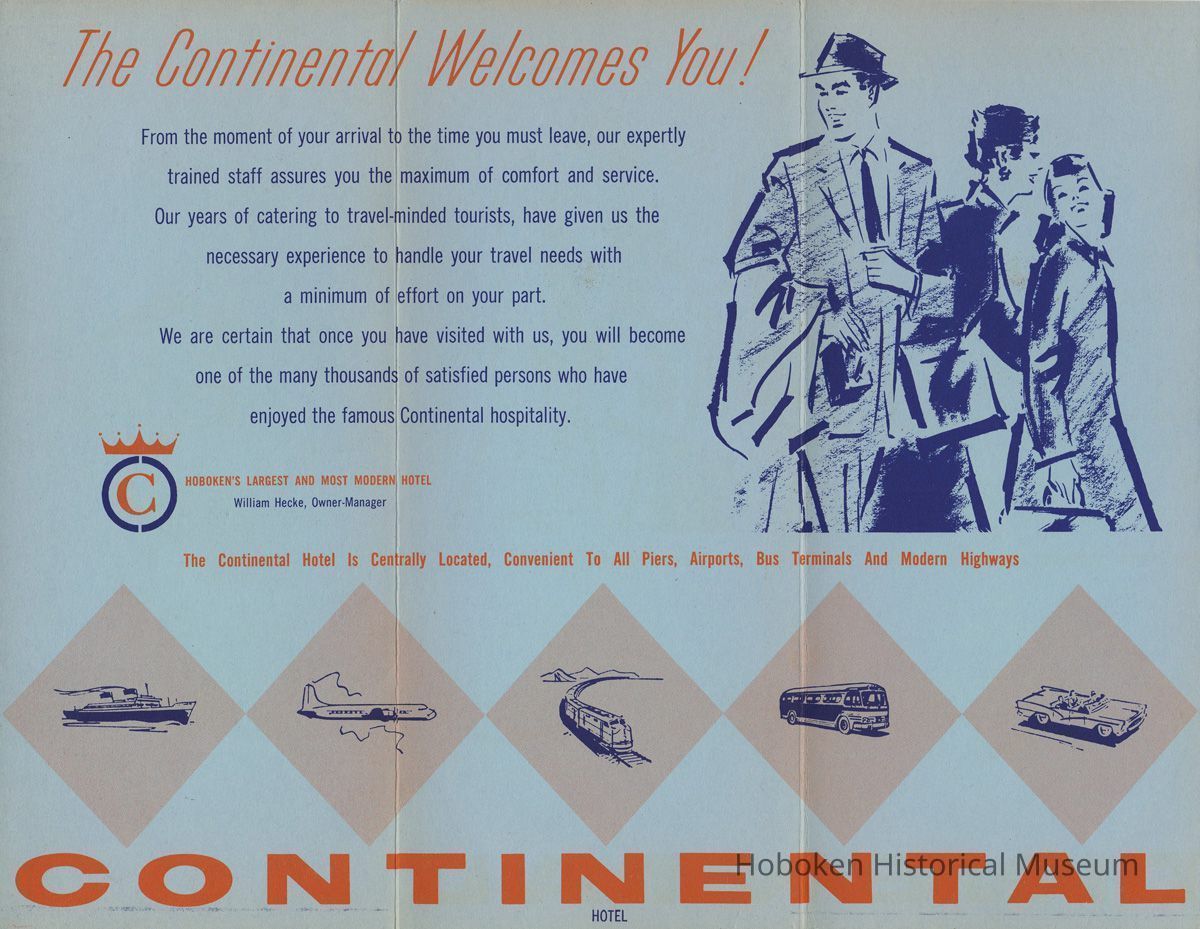 The Continental Welcomes You!
From the moment of your arrival to the time you must leave, our expertly
trained staff assures you the maximum of comfort and service.
Our years of catering to travel-minded tourists, have given us the
necessary experience to handle your travel needs with
a minimum of effort on your part.
We are certain that once you have visited with us, you will become
one of the many thousands of satisfied persons who have
enjoyed the famous Continental hospitality.
C
HOBOKEN'S LARGEST AND MOST MODERN HOTEL
William Hecke, Owner-Manager
The Continental Hotel Is Centrally Located, Convenient To All Piers, Airports, Bus Terminals And Modern Highways
CONTINENTAL
Hoboken Historical Museum
HOTEL